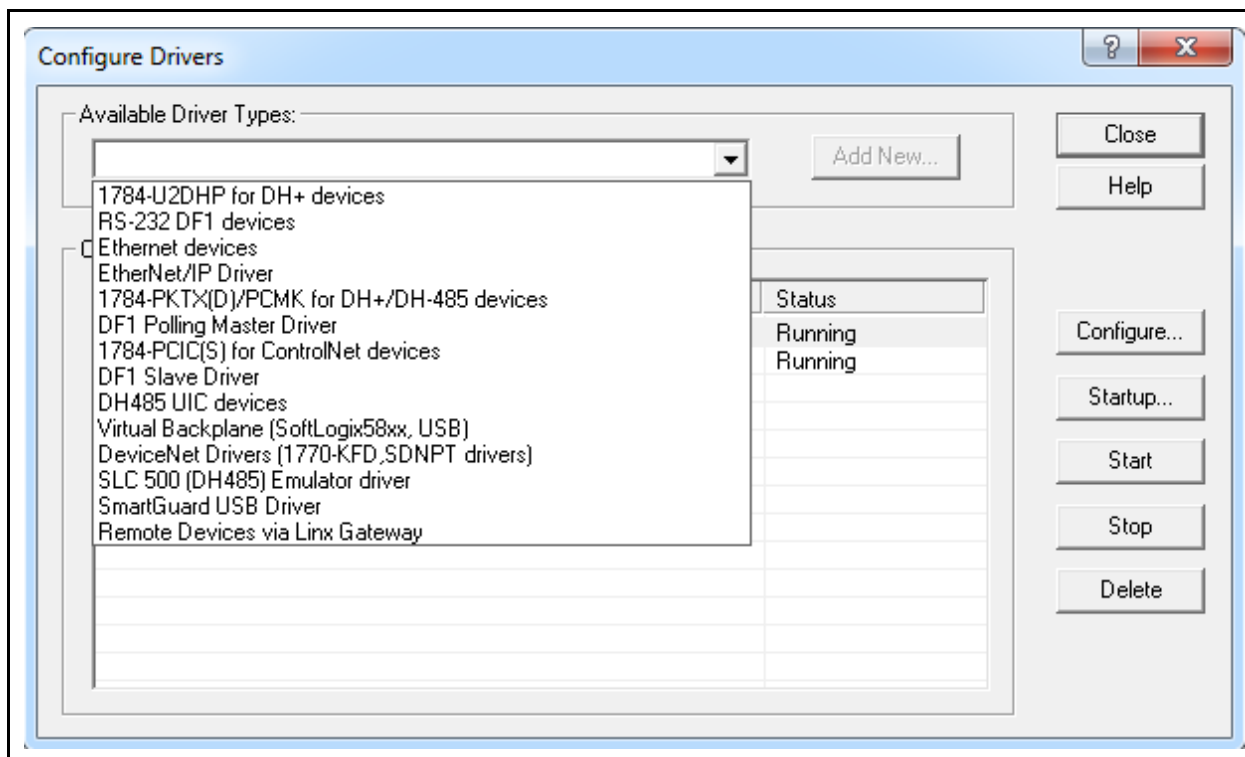 Configure Drivers
Available Driver Types:
Add New...
Close
Help
1784-U2DHP for DH+ devices
RS-232 DF1 devices
Ethernet devices
EtherNet/IP Driver
1784-PKTX(D)/PCMK for DH+/DH-485 devices
DF1 Polling Master Driver
1784-PCIC(S) for ControlNet devices
DF1 Slave Driver
DH485 UIC devices
Virtual Backplane (SoftLogix58xx, USB)
DeviceNet Drivers (1770-KFD,SDNPT drivers)
SLC 500 (DH485) Emulator driver
SmartGuard USB Driver
Remote Devices via Linx Gateway
Status
Running
Running
Configure...
Startup...
Start
Stop
Delete